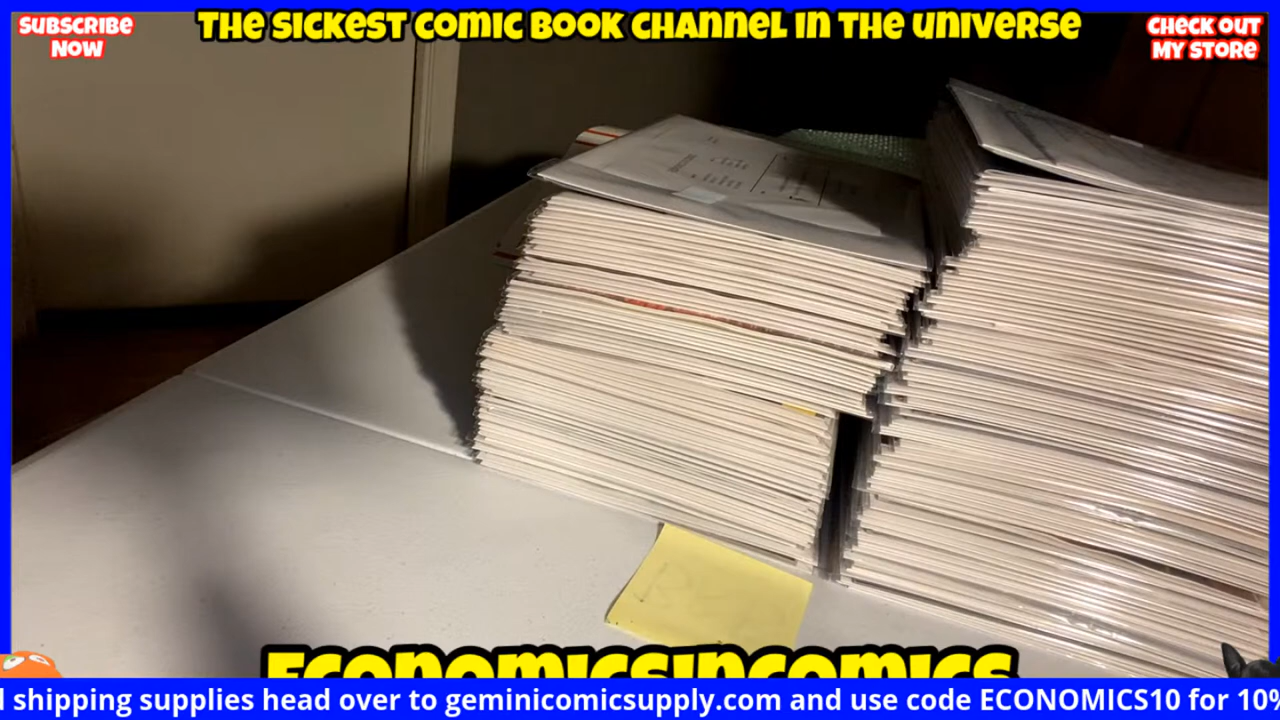 SUBSCRIBE
NOW
THE SICKEST COMIC BOOK CHANNEL IN THE UNIVERSE
CHECK OUT
MY STORE
ECONOMICSINCOMICS
shipping supplies head over to geminicomicsupply.com and use code ECONOMICS10 for 10%